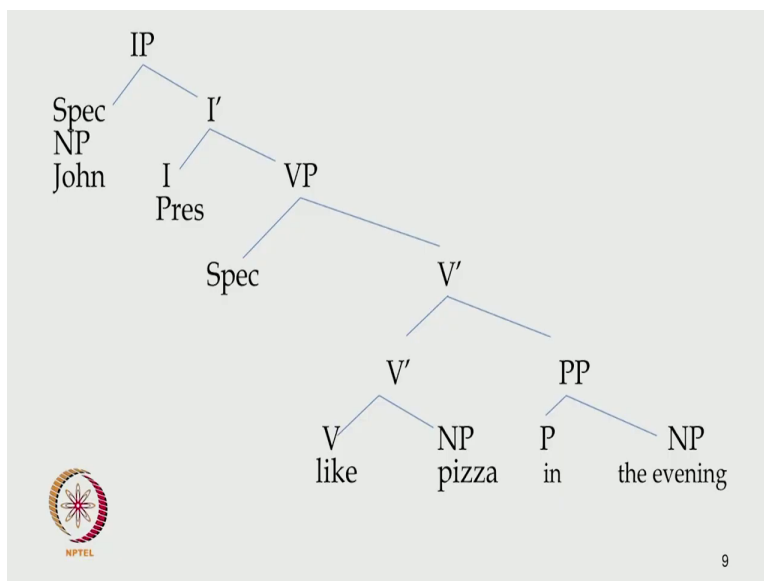 IP
Spec
I′
NP
John
I
VP
Pres
Spec
V′
V′
PP
V
NP
P
NP
like
pizza
in
the evening
NPTEL
9